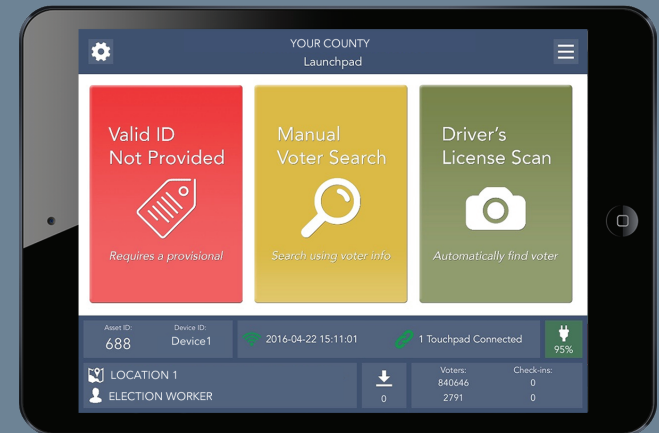 YOUR COUNTY
Launchpad
Valid ID
Not Provided
Requires a provisional
Manual
Voter Search
Search using voter info
Driver's
License Scan
Automatically find voter
Asset ID:
688
Device ID:
Device1
2016-04-22 15:11:01
1 Touchpad Connected
95%
LOCATION 1
ELECTION WORKER
0
Voters: Check-ins:
840646 0
2791 0